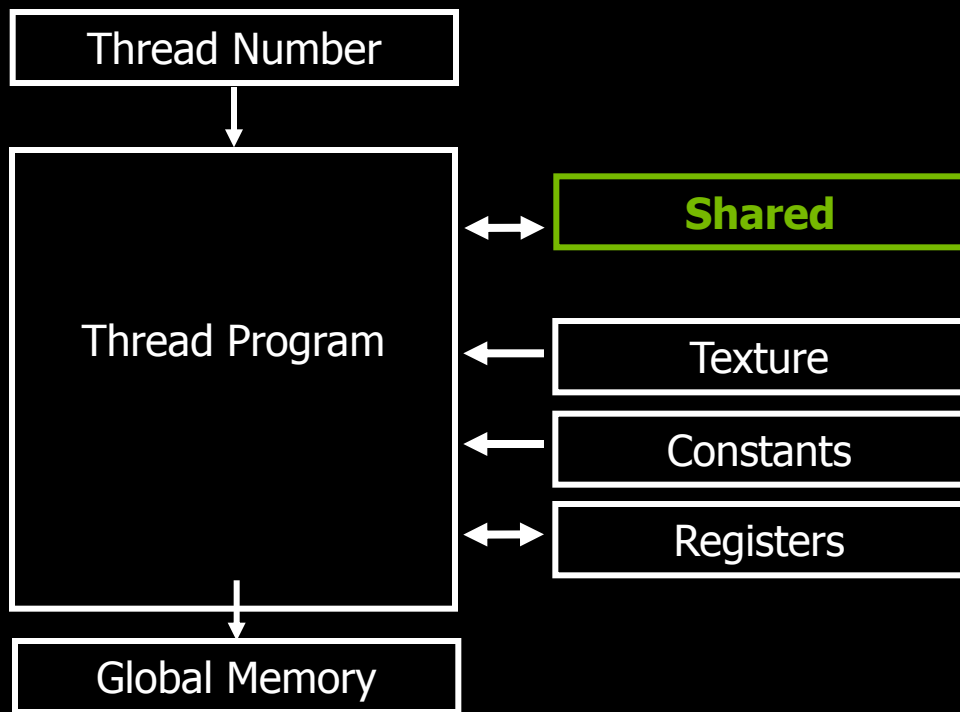 Thread Number
Shared
Thread Program
Texture
Constants
Registers
Global Memory